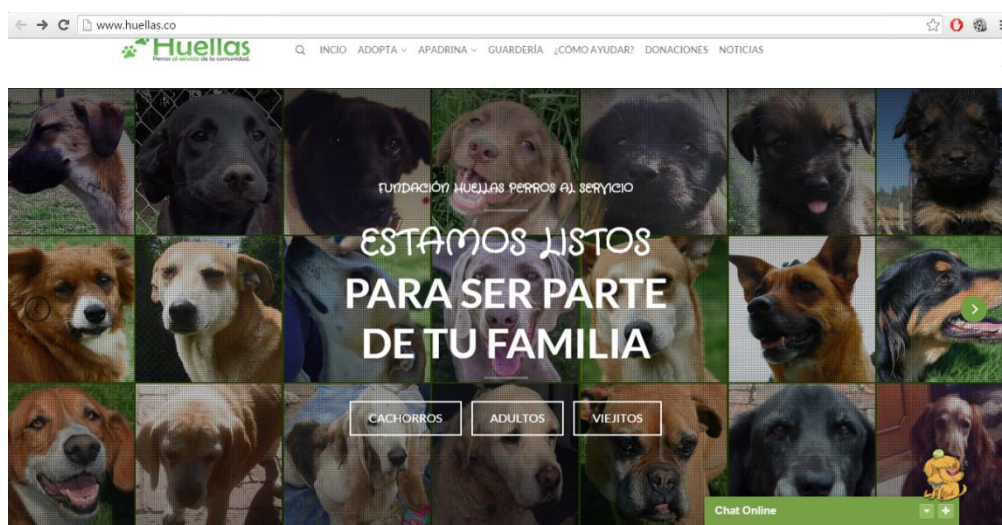 www.huellas.co
Huellas
Perros al servicio de la comunidad.
INCIO ADOPTA APADRINA GUARDERÍA ¿CÓMO AYUDAR? DONACIONES NOTICIAS
FUNDACIÓN HUELLAS PERROS AL SERVICIO
ESTAMOS LISTOS
PARA SER PARTE
DE TU FAMILIA
CACHORROS ADULTOS VIEJITOS
Chat Online